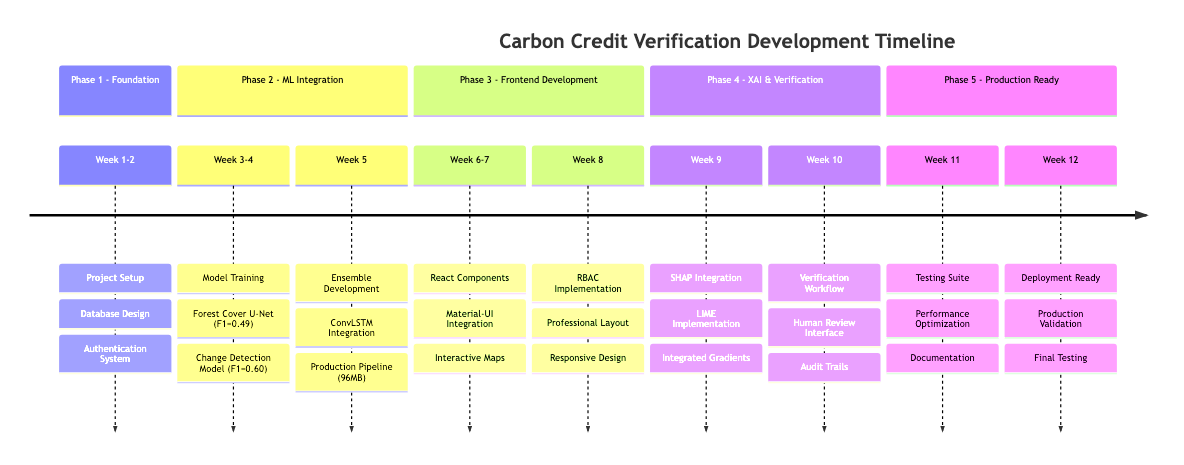 Carbon Credit Verification Development Timeline
Phase 1 - Foundation
Phase 2 - ML Integration
Phase 3 - Frontend Development
Phase 4 - XAI & Verification
Phase 5 - Production Ready
Week 1-2
Week 3-4
Week 5
Week 6-7
Week 8
Week 9
Week 10
Week 11
Week 12
Project Setup
Database Design
Authentication
System
Model Training
Forest Cover U-Net
(F1=0.49)
Change Detection
Model (F1=0.60)
Ensemble
Development
ConvLSTM
Integration
Production Pipeline
(96MB)
React Components
Material-UI
Integration
Interactive Maps
RBAC
Implementation
Professional Layout
Responsive Design
SHAP Integration
LIME
Implementation
Integrated Gradients
Verification
Workflow
Human Review
Interface
Audit Trails
Testing Suite
Performance
Optimization
Documentation
Deployment Ready
Production
Validation
Final Testing